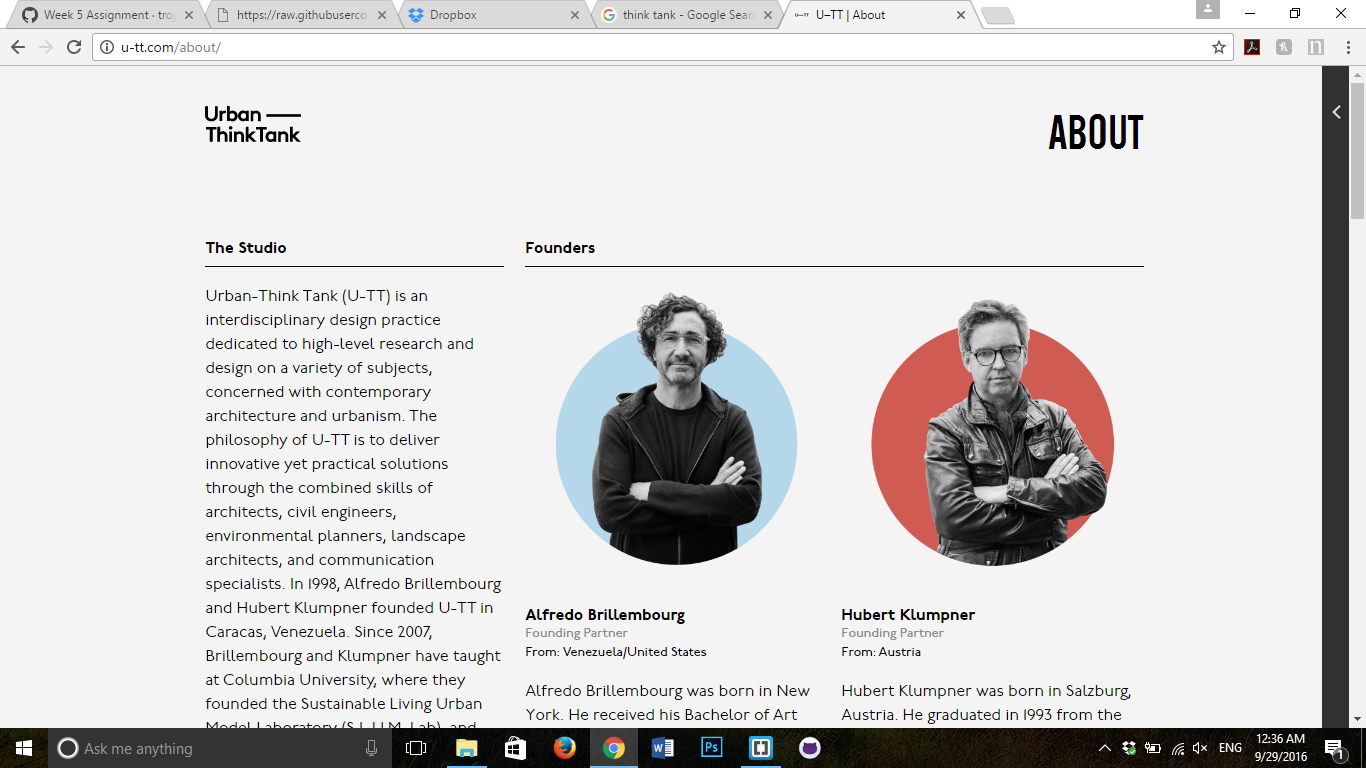 Week 5 Assignment · tro
https://raw.githubuserco
Dropbox
think tank - Google Sear
U–TT | About
u-tt.com/about/
Urban
ThinkTank
ABOUT
The Studio
Urban-Think Tank (U-TT) is an
interdisciplinary design practice
dedicated to high-level research and
design on a variety of subjects,
concerned with contemporary
architecture and urbanism. The
philosophy of U-TT is to deliver
innovative yet practical solutions
through the combined skills of
architects, civil engineers,
environmental planners, landscape
architects, and communication
specialists. In 1998, Alfredo Brillembourg
and Hubert Klumpner founded U-TT in
Caracas, Venezuela. Since 2007,
Brillembourg and Klumpner have taught
at Columbia University, where they
founded the Sustainable Living Urban
Model Laboratory (S.L.U.M. Lab), and
Founders
Alfredo Brillembourg
Founding Partner
From: Venezuela/United States
Alfredo Brillembourg was born in New
York. He received his Bachelor of Art
Hubert Klumpner
Founding Partner
From: Austria
Hubert Klumpner was born in Salzburg,
Austria. He graduated in 1993 from the
Ask me anything
ENG
12:36 AM
9/29/2016